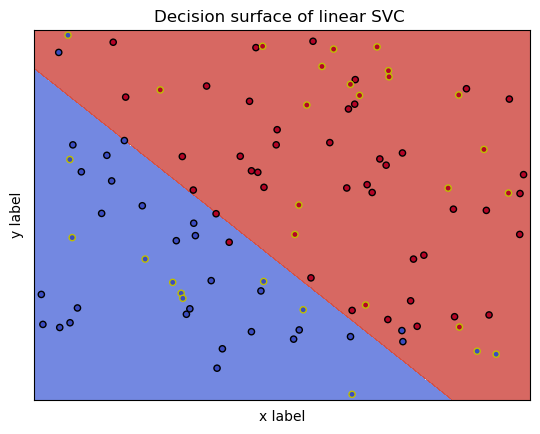 Decision surface of linear SVC
y label
x label